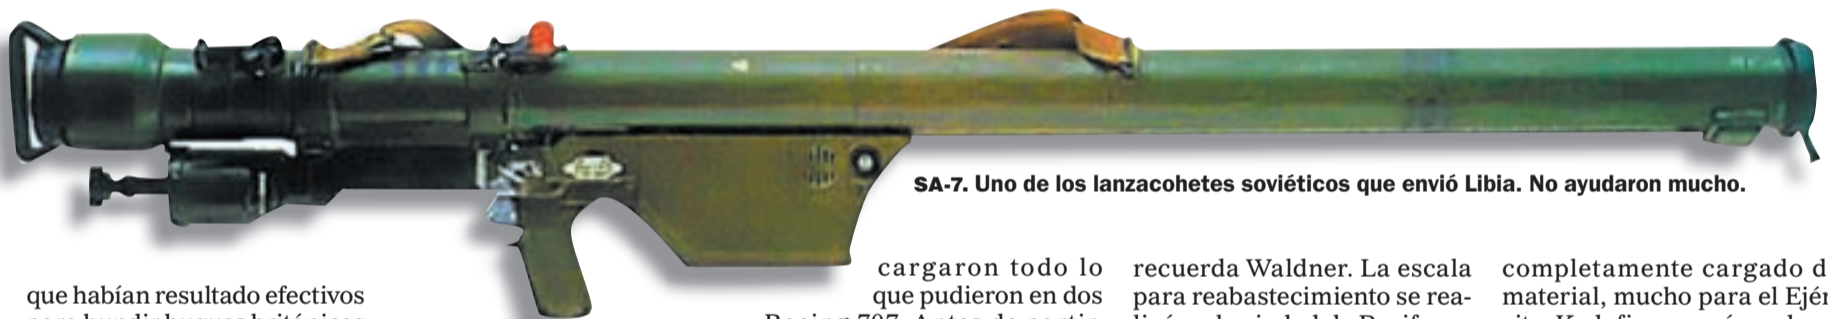 SA-7. Uno de los lanzacohetes soviéticos que envió Libia. No ayudaron mucho.
que habían resultado efectivos
cargaron todo lo
que pudieron en dos
recuerda Waldner. La escala
para reabastecimiento se rea-
completamente cargado d
material, mucho para el Ejér